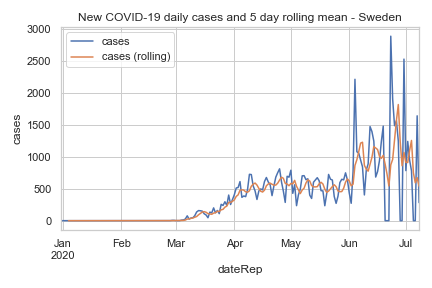 New COVID-19 daily cases and 5 day rolling mean - Sweden
cases
cases (rolling)
cases
3000
2500
2000
1500
1000
500
0
Jan Feb Mar Apr May Jun Jul
2020
dateRep